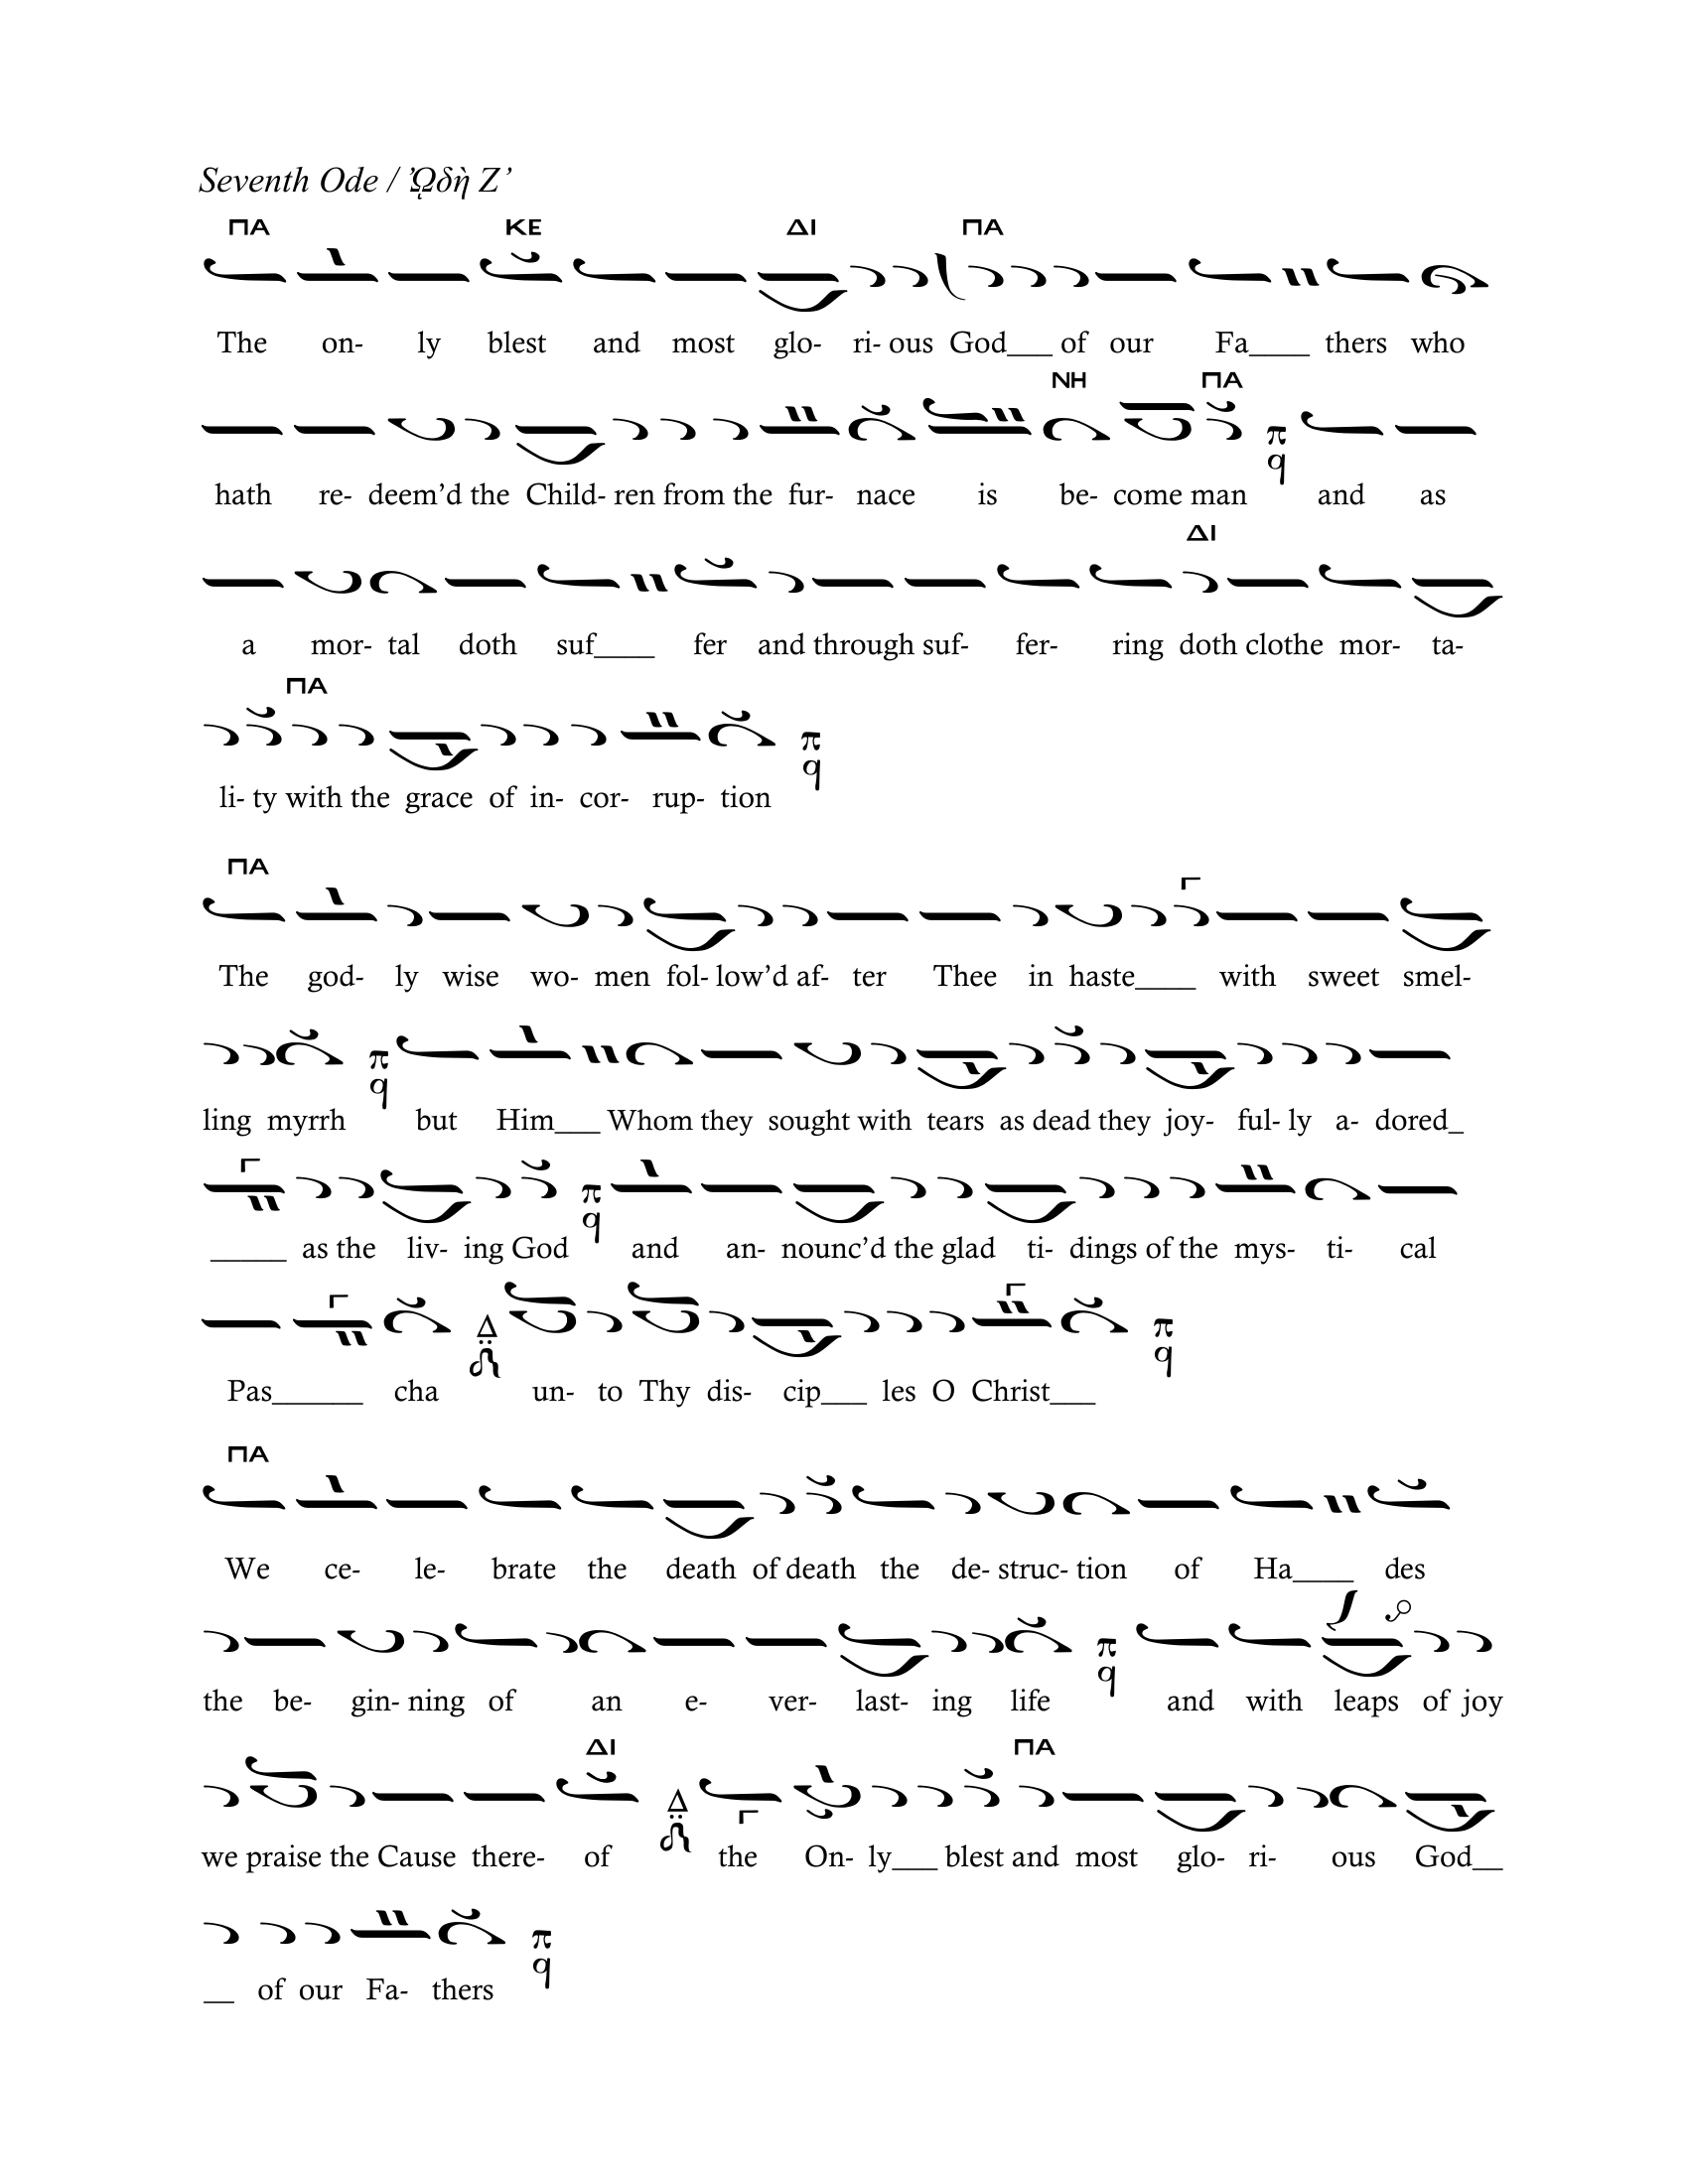 Seventh Ode / ᾨδὴ Ζ’
ΠΑ ΚΕ ΔΙ ΠΑ
The on- ly blest and most glo- ri- ous God___ of our Fa____ thers who
ΝΗ ΠΑ
π q
hath re- deem’d the Child- ren from the fur- nace is be- come man and as
ΔΙ
a mor- tal doth suf____ fer and through suf- fer- ring doth clothe mor- ta-
ΠΑ
π q
li- ty with the grace of in- cor- rup- tion
ΠΑ
The god- ly wise wo- men fol- low’d af- ter Thee in haste____ with sweet smel-
π q
ling myrrh but Him___ Whom they sought with tears as dead they joy- ful- ly a- dored_
π q
_____ as the liv- ing God and an- nounc’d the glad ti- dings of the mys- ti- cal
Δ π q
Pas______ cha un- to Thy dis- cip___ les O Christ___
ΠΑ
We ce- le- brate the death of death the de- struc- tion of Ha____ des
π q
the be- gin- ning of an e- ver- last- ing life and with leaps of joy
ΔΙ ΠΑ
Δ
we praise the Cause there- of the On- ly___ blest and most glo- ri- ous God__
π q
__ of our Fa- thers